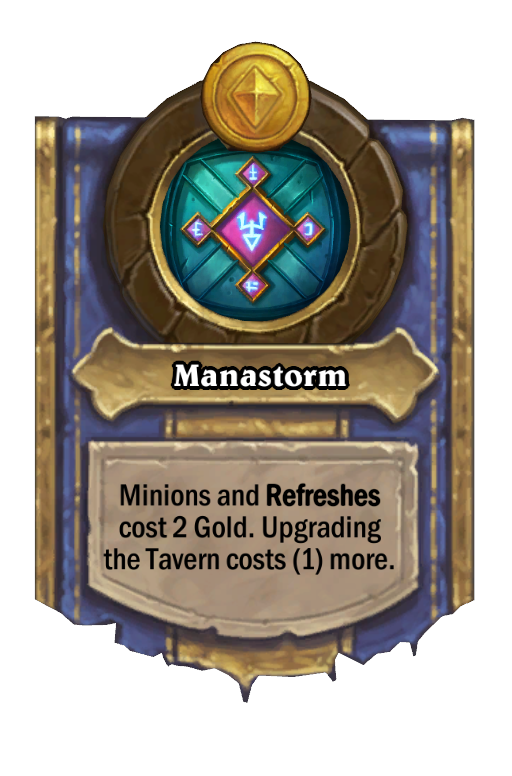 Manastorm
Minions and Refreshes
cost 2 Gold. Upgrading
the Tavern costs (1) more.